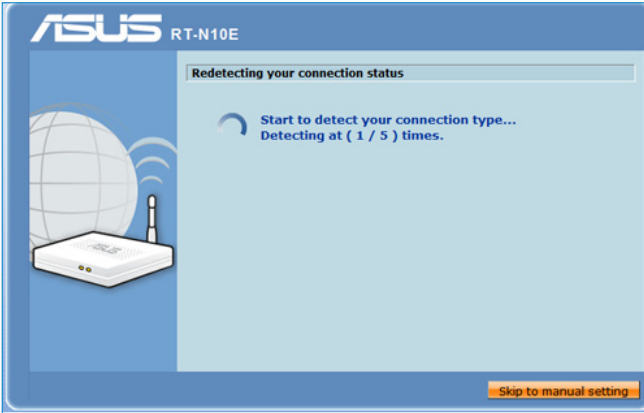 ASUS RT-N10E
Redetecting your connection status
Start to detect your connection type...
Detecting at ( 1 / 5 ) times.
ASUS
Skip to manual setting